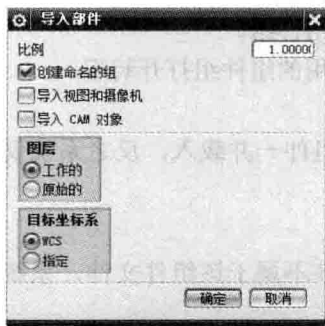 导入部件
比例
1.0000
创建命名的组
导入视图和摄像机
导入 CAM 对象
图层
工作的
原始的
目标坐标系
WCS
指定
确定
取消